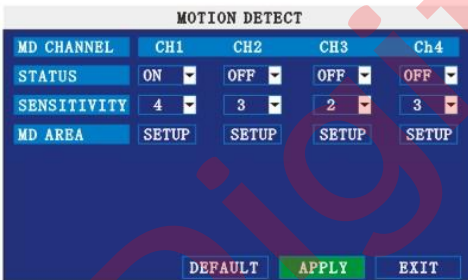 MOTION DETECT
MD CHANNEL CH1 CH2 CH3 Ch4
STATUS ON OFF OFF OFF
SENSITIVITY 4 3 2 3
MD AREA SETUP SETUP SETUP SETUP
DEFAULT APPLY EXIT